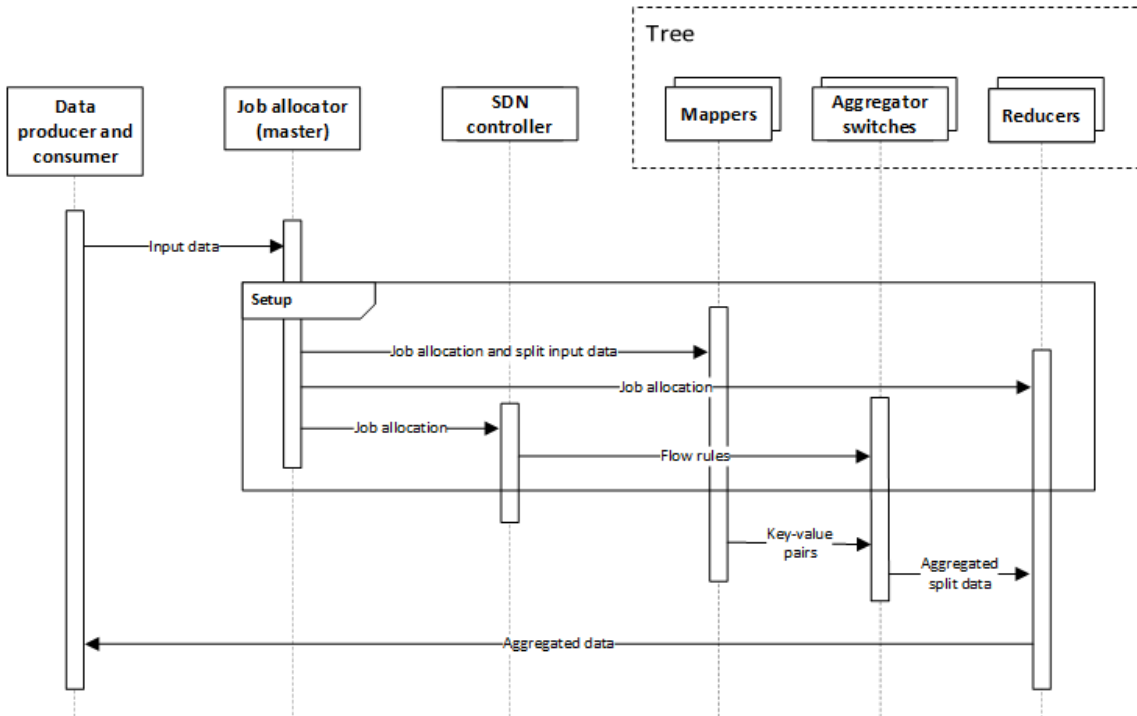 Tree
Data
producer and
consumer
Job allocator
(master)
SDN
controller
Mappers
Aggregator
switches
Reducers
Input data
Setup
Job allocation and split input data
Job allocation
Job allocation
Flow rules
Key-value
pairs
Aggregated
split data
Aggregated data